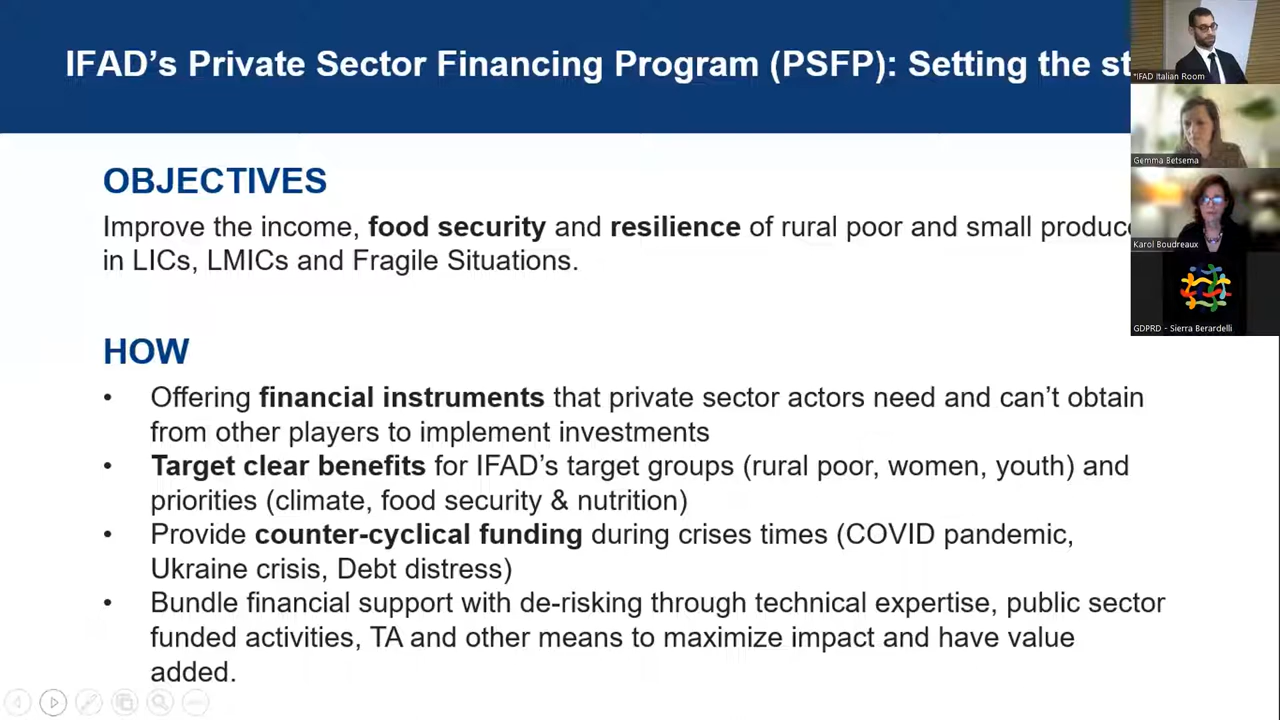 IFAD’s Private Sector Financing Program (PSFP): Setting the st
OBJECTIVES
Improve the income, food security and resilience of rural poor and small produce
in LICs, LMICs and Fragile Situations.
HOW
• Offering financial instruments that private sector actors need and can’t obtain
from other players to implement investments
• Target clear benefits for IFAD’s target groups (rural poor, women, youth) and
priorities (climate, food security & nutrition)
• Provide counter-cyclical funding during crises times (COVID pandemic,
Ukraine crisis, Debt distress)
• Bundle financial support with de-risking through technical expertise, public sector
funded activities, TA and other means to maximize impact and have value
added.
*IFAD Italian Room
Gemma Betsema
Karol Boudreaux
GDPRD - Sierra Berardelli